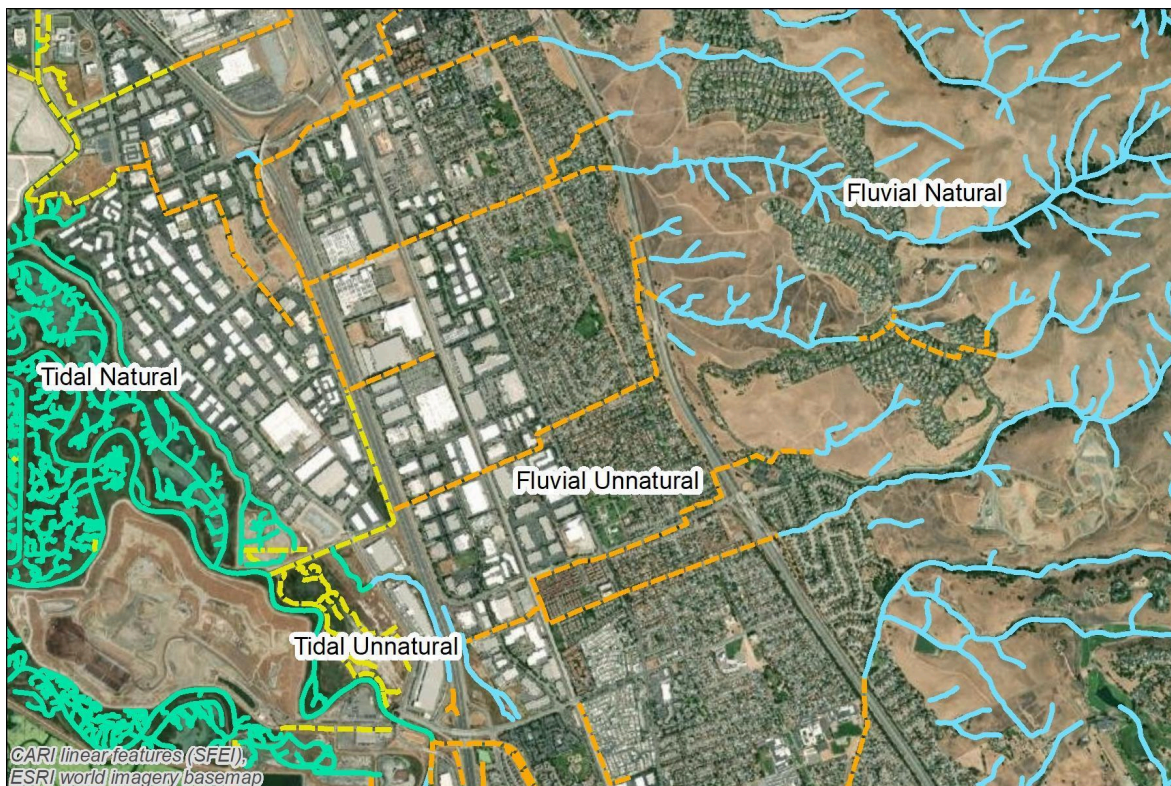 Fluvial Natural
Tidal Natural
Fluvial Unnatural
Tidal Unnatural
CARI linear features (SFEI),
ESRI world imagery basemap